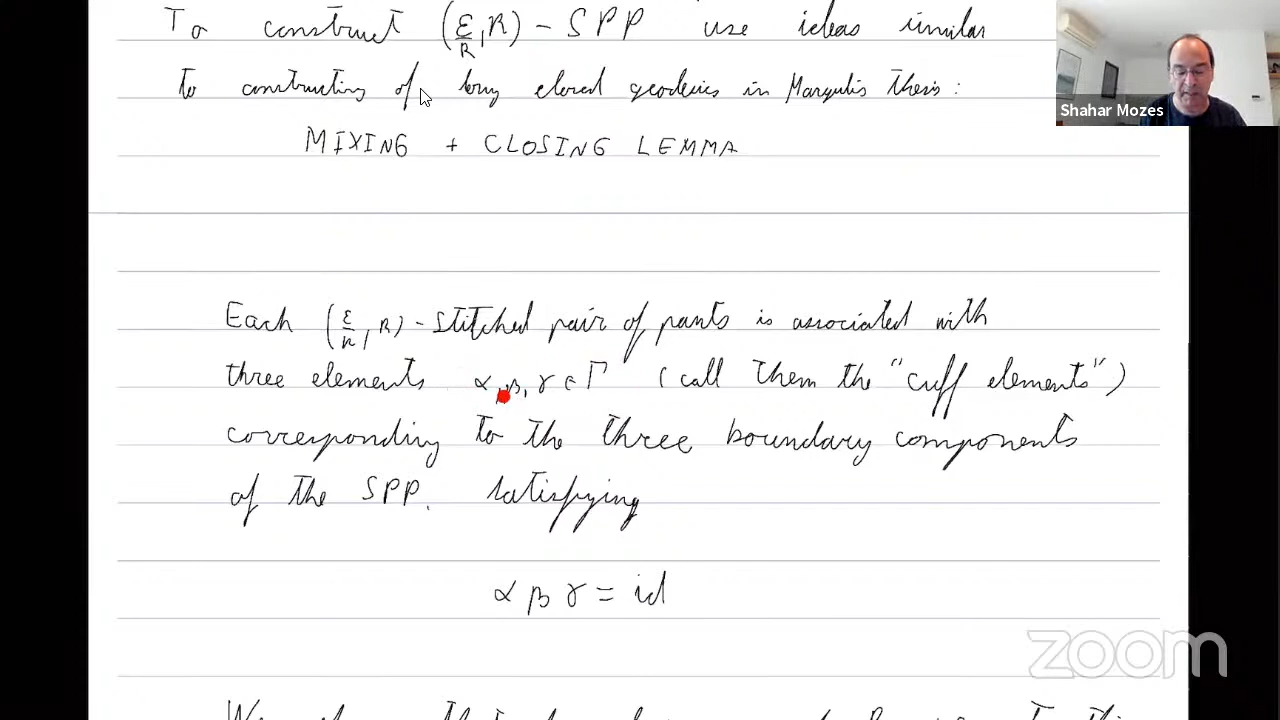 To construct (ε/R, R) - SPP use ideas similar
to constructing of long closed geodesics in Margulis thesis:
MIXING + CLOSING LEMMA
Shahar Mozes
Each (ε/R, R) - stitched pair of pants is associated with
three elements α, β, γ ∈ Γ (call them the "cuff elements")
corresponding to the three boundary components
of the SPP. satisfying
α β γ = id
zoom